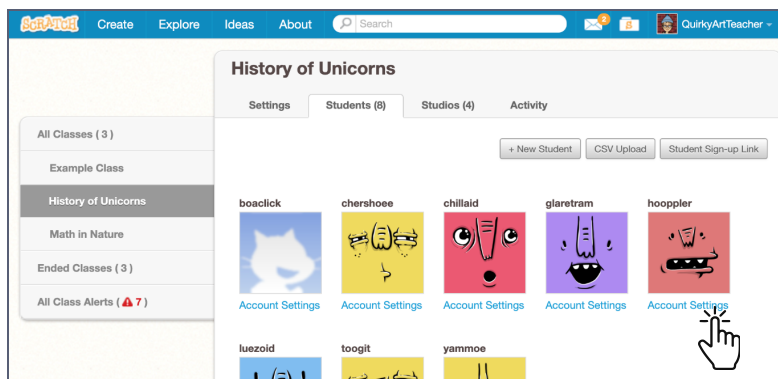 SCRATCH Create Explore Ideas About Search 2 QuirkyArtTeacher
History of Unicorns
Settings Students (8) Studios (4) Activity
All Classes ( 3 )
+ New Student CSV Upload Student Sign-up Link
Example Class
History of Unicorns
boaclick chershoee chillaid glaretram hooppler
Math in Nature
Ended Classes ( 3 )
All Class Alerts ( 7 )
Account Settings Account Settings Account Settings Account Settings Account Settings
luezoid toogit yammoe